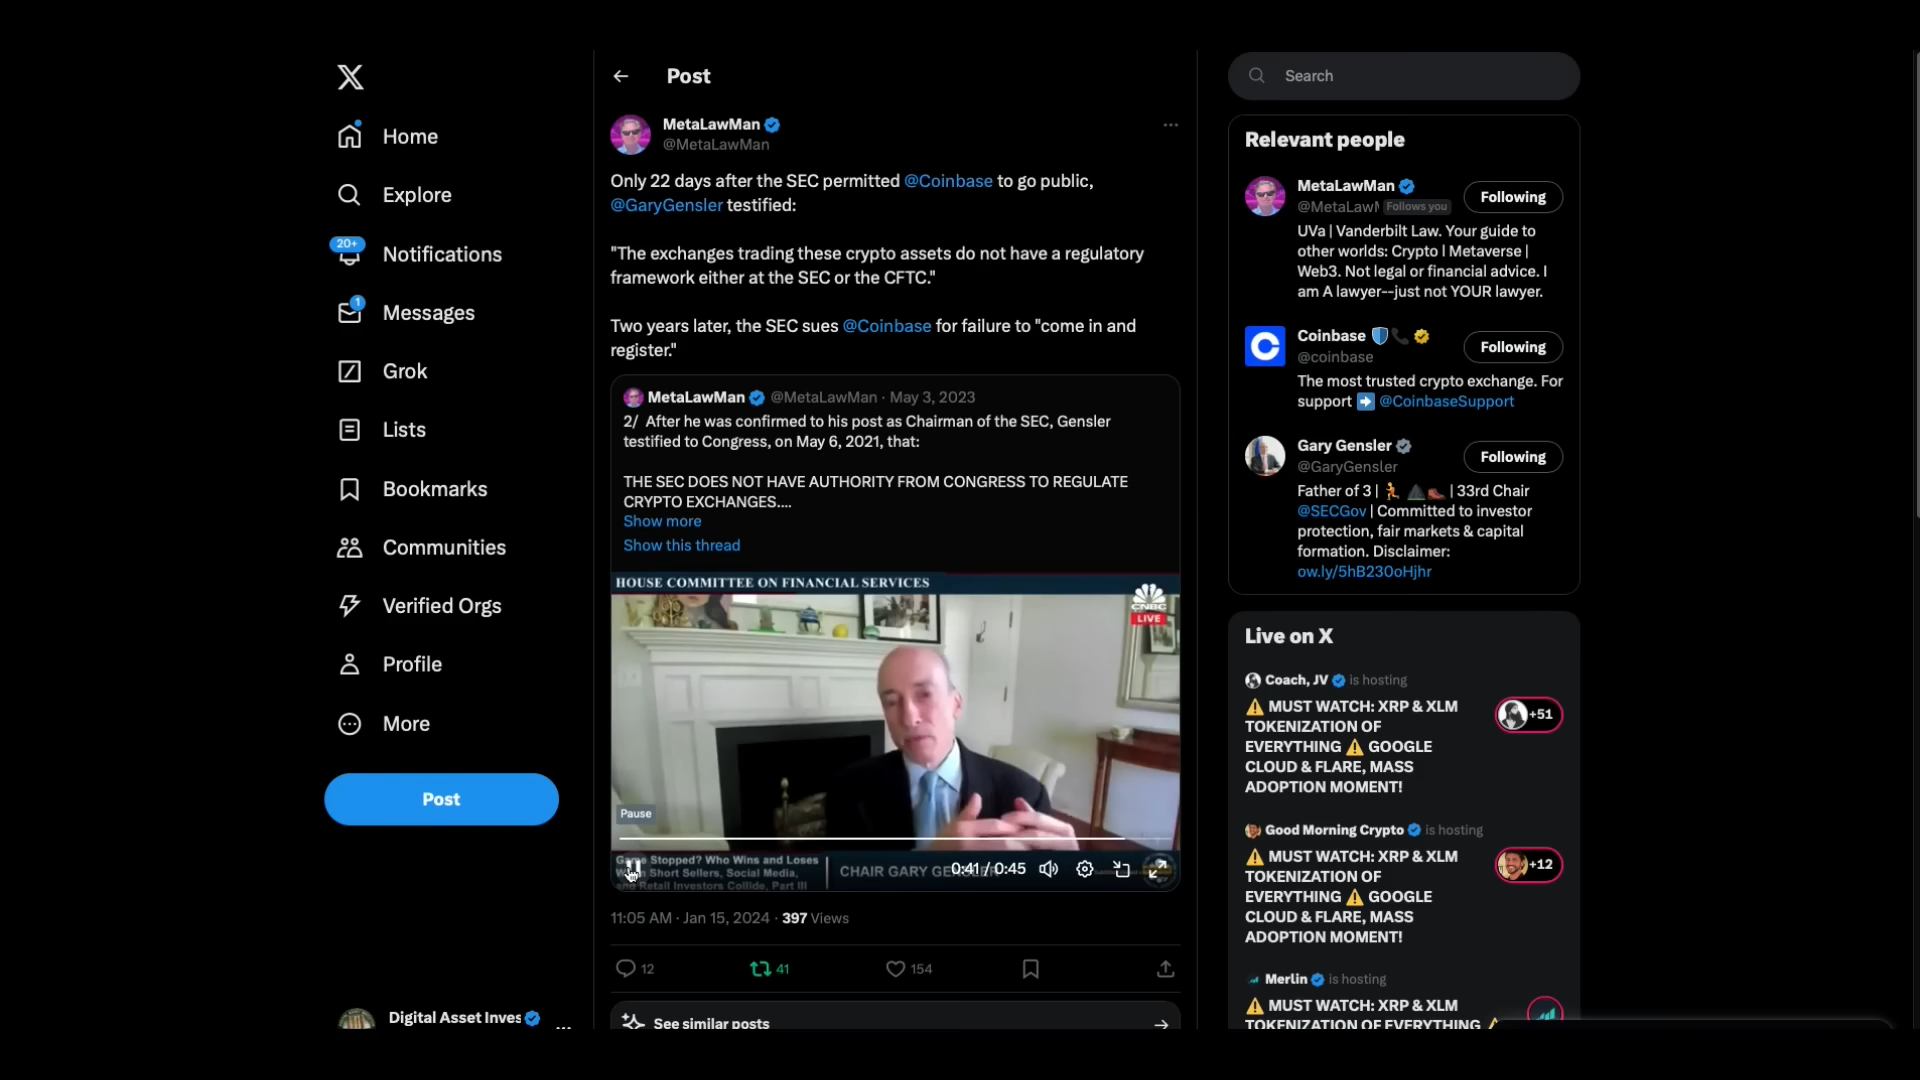 Home
Explore
20+
Notifications
1
Messages
Grok
Lists
Bookmarks
Communities
Verified Orgs
Profile
More
Post
Digital Asset Inves
Post
MetaLawMan
@MetaLawMan
Only 22 days after the SEC permitted @Coinbase to go public,
@GaryGensler testified:
"The exchanges trading these crypto assets do not have a regulatory
framework either at the SEC or the CFTC."
Two years later, the SEC sues @Coinbase for failure to "come in and
register."
MetaLawMan @MetaLawMan · May 3, 2023
2/ After he was confirmed to his post as Chairman of the SEC, Gensler
testified to Congress, on May 6, 2021, that:
THE SEC DOES NOT HAVE AUTHORITY FROM CONGRESS TO REGULATE
CRYPTO EXCHANGES....
Show more
Show this thread
HOUSE COMMITTEE ON FINANCIAL SERVICES
CNBC
LIVE
Pause
Game Stopped? Who Wins and Loses
When Short Sellers, Social Media,
and Retail Investors Collide, Part III
CHAIR GARY GENSLER
0:41 / 0:45
11:05 AM · Jan 15, 2024 · 397 Views
12
41
154
See similar posts
Search
Relevant people
MetaLawMan
@MetaLawM Follows you
Following
UVa | Vanderbilt Law. Your guide to
other worlds: Crypto | Metaverse |
Web3. Not legal or financial advice. I
am A lawyer--just not YOUR lawyer.
Coinbase
@coinbase
Following
The most trusted crypto exchange. For
support @CoinbaseSupport
Gary Gensler
@GaryGensler
Following
Father of 3 | | 33rd Chair
@SECGov | Committed to investor
protection, fair markets & capital
formation. Disclaimer:
ow.ly/5hB230oHjhr
Live on X
Coach, JV is hosting
MUST WATCH: XRP & XLM
TOKENIZATION OF
EVERYTHING GOOGLE
CLOUD & FLARE, MASS
ADOPTION MOMENT!
+51
Good Morning Crypto is hosting
MUST WATCH: XRP & XLM
TOKENIZATION OF
EVERYTHING GOOGLE
CLOUD & FLARE, MASS
ADOPTION MOMENT!
+12
Merlin is hosting
MUST WATCH: XRP & XLM
TOKENIZATION OF EVERYTHING